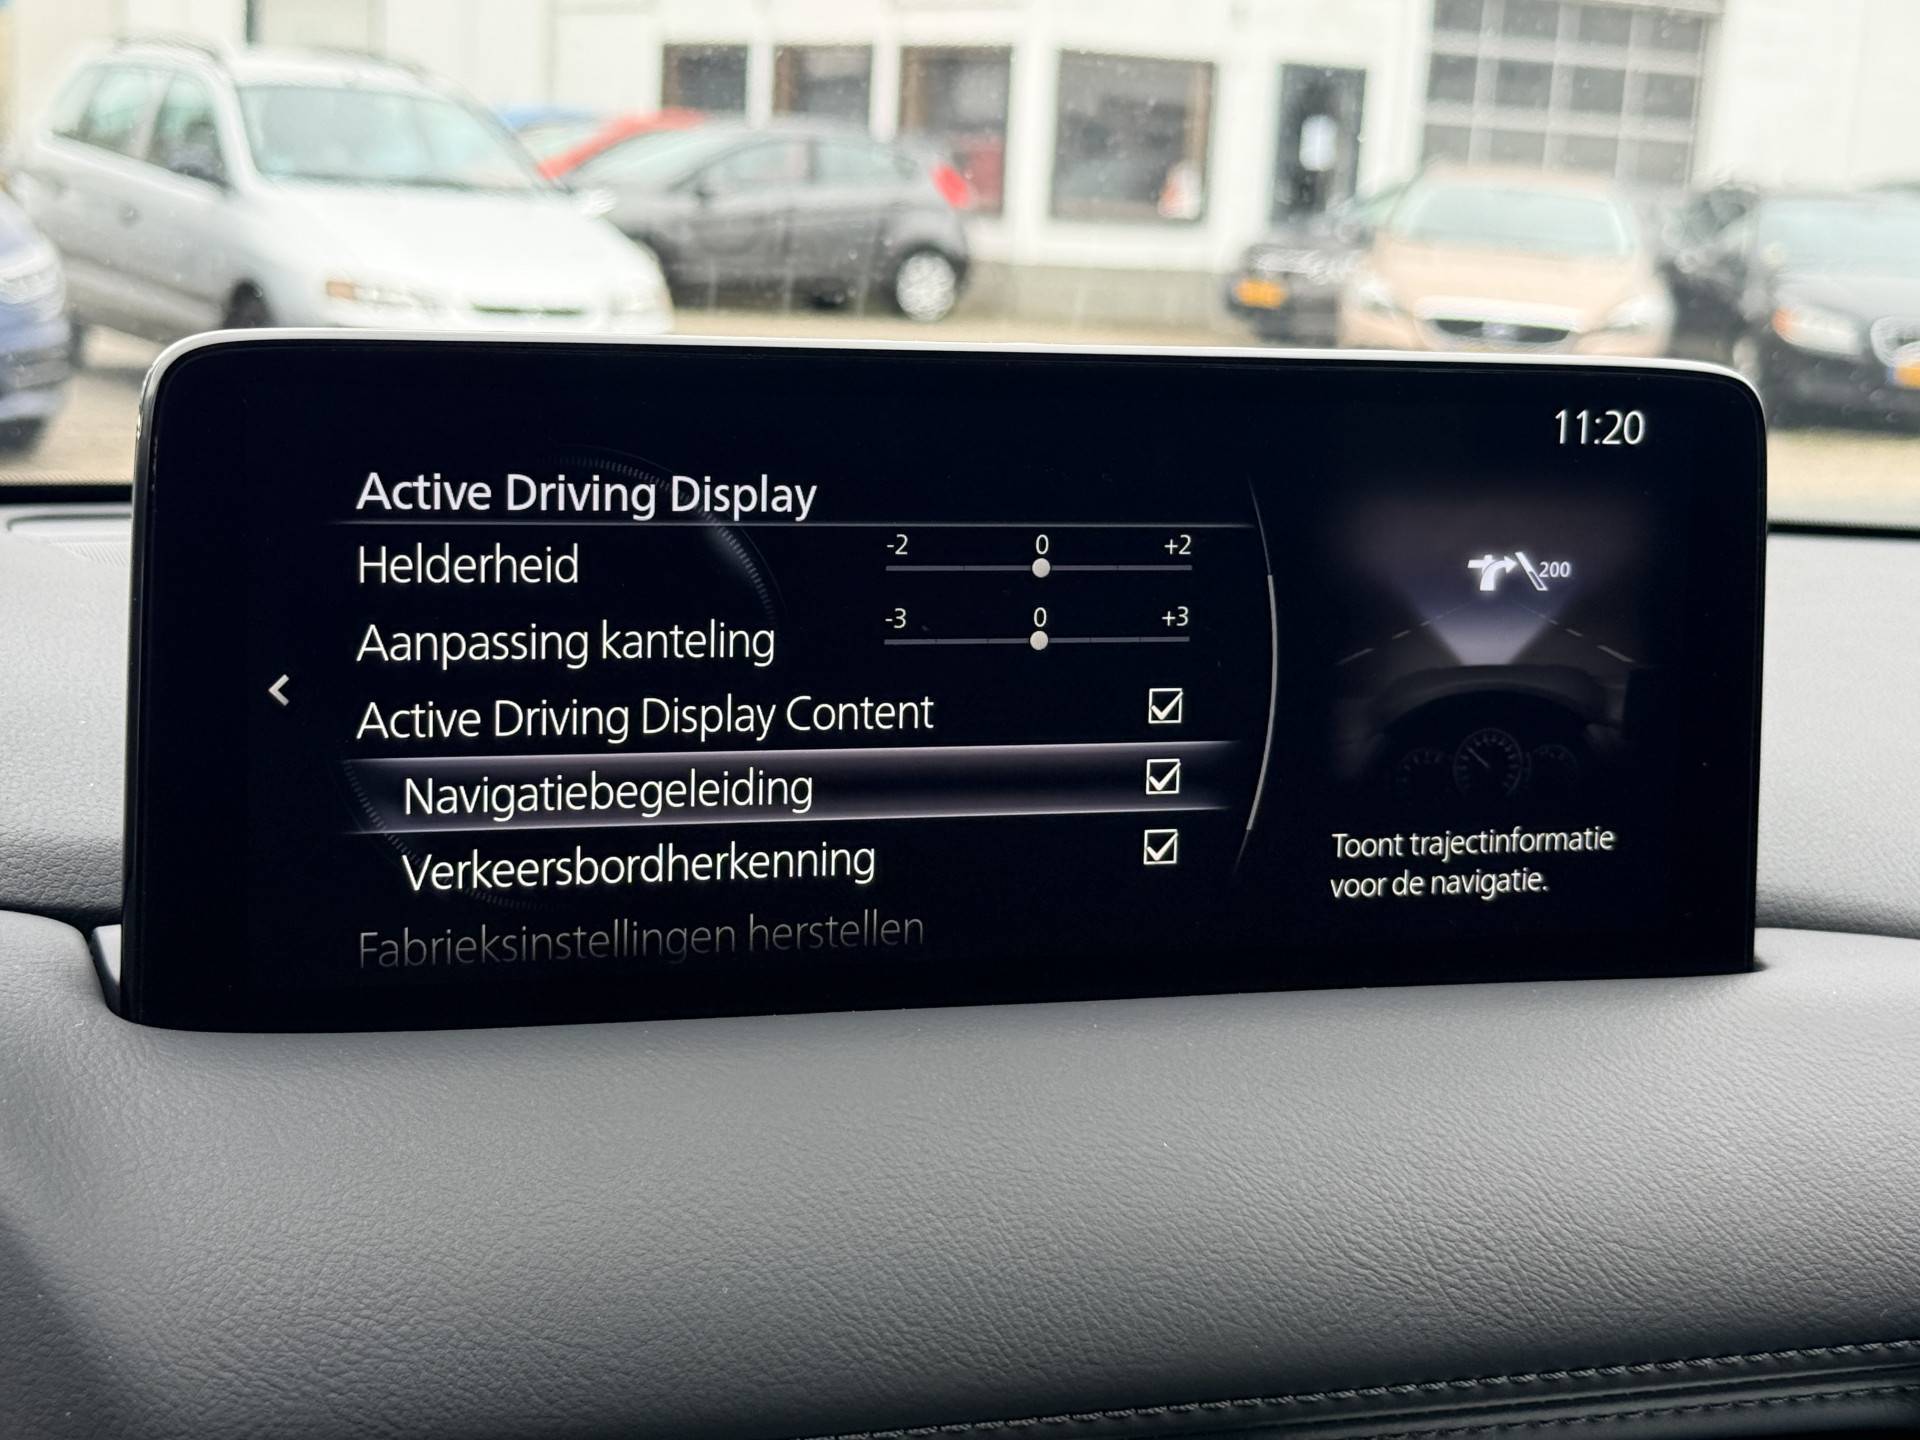 11:20
Active Driving Display
Helderheid
-2 0 +2
Aanpassing kanteling
-3 0 +3
Active Driving Display Content
Navigatiebegeleiding
Verkeersbordherkenning
Fabrieksinstellingen herstellen
200
Toont trajectinformatie
voor de navigatie.